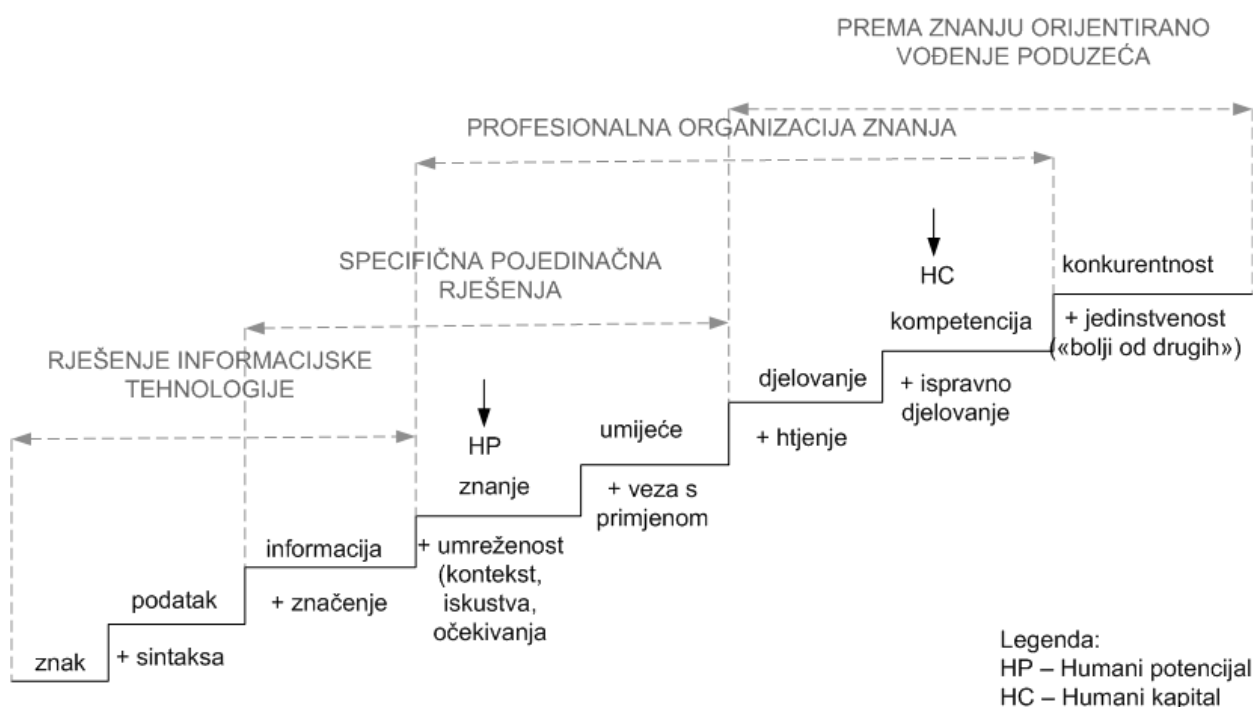 PREMA ZNANJU ORIJENTIRANO
VOĐENJE PODUZEĆA
PROFESIONALNA ORGANIZACIJA ZNANJA
SPECIFIČNA POJEDINAČNA
RJEŠENJA
RJEŠENJE INFORMACIJSKE
TEHNOLOGIJE
HC
konkurentnost
kompetencija
+ jedinstvenost
(«bolji od drugih»)
djelovanje
+ ispravno
djelovanje
HP
umijeće
+ htjenje
znanje
+ veza s
primjenom
informacija
+ umreženost
(kontekst,
iskustva,
očekivanja
podatak
+ značenje
znak
+ sintaksa
Legenda:
HP – Humani potencijal
HC – Humani kapital